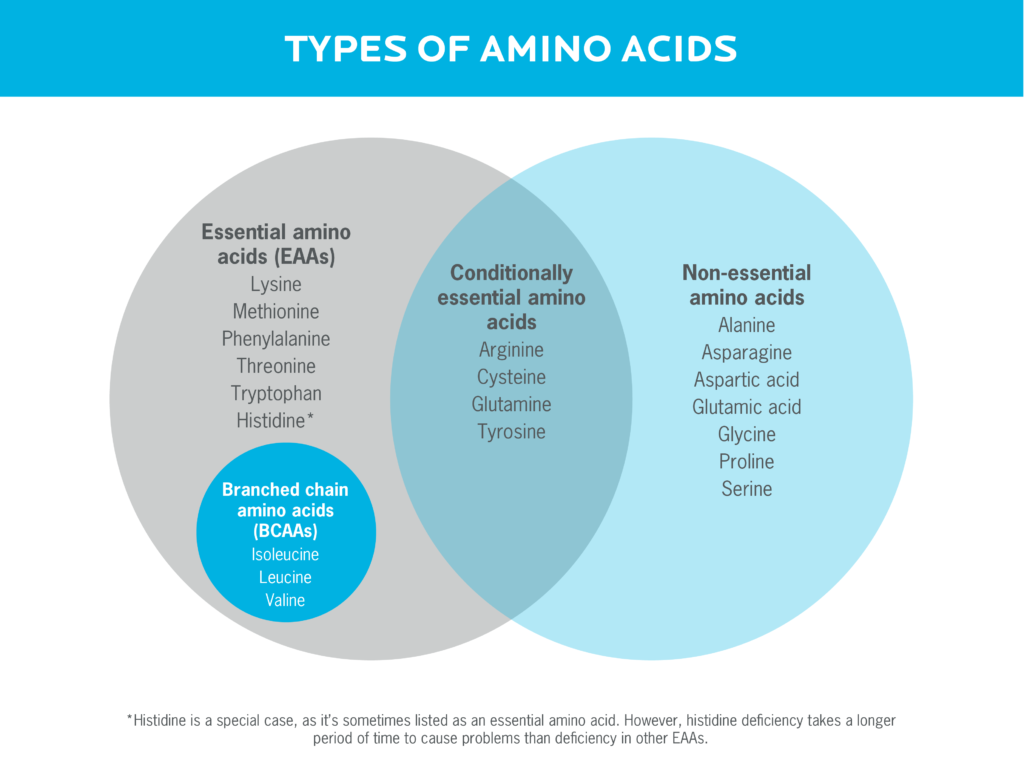 TYPES OF AMINO ACIDS
Essential amino
acids (EAAs)
Lysine
Methionine
Phenylalanine
Threonine
Tryptophan
Histidine*
Branched chain
amino acids
(BCAAs)
Isoleucine
Leucine
Valine
Conditionally
essential amino
acids
Arginine
Cysteine
Glutamine
Tyrosine
Non-essential
amino acids
Alanine
Asparagine
Aspartic acid
Glutamic acid
Glycine
Proline
Serine
*Histidine is a special case, as it's sometimes listed as an essential amino acid. However, histidine deficiency takes a longer
period of time to cause problems than deficiency in other EAAs.